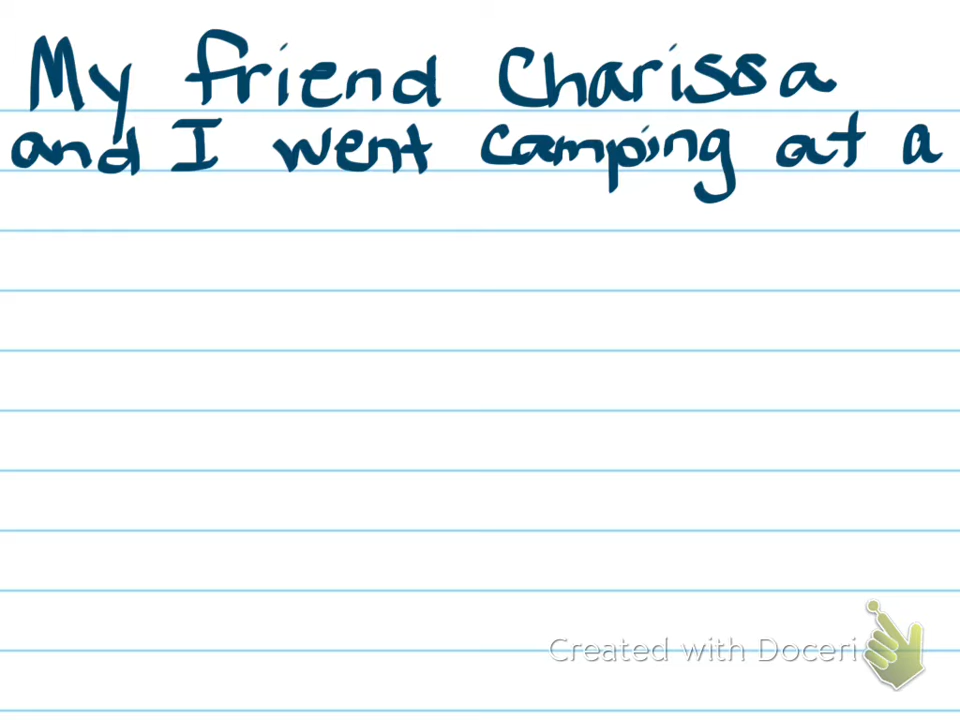 My friend Charissa
and I went camping at a
Created with Doceri